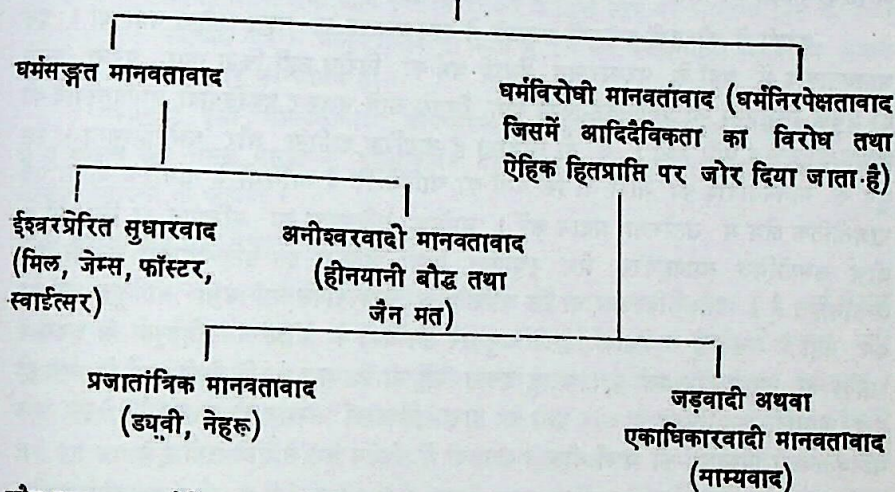 धर्मसङ्गत मानवतावाद
धर्मविरोधी मानवतावाद (धर्मनिरपेक्षतावाद
जिसमें आदिदैविकता का विरोध तथा
ऐहिक हितप्राप्ति पर जोर दिया जाता है)
ईश्वरप्रेरित सुधारवाद
(मिल, जेम्स, फॉस्टर,
स्वाईत्सर)
अनीश्वरवादो मानवतावाद
(हीनयानी बौद्ध तथा
जैन मत)
प्रजातांत्रिक मानवतावाद
(ड्यूवी, नेहरू)
जड़वादी अथवा
एकाधिकारवादी मानवतावाद
(माम्यवाद)